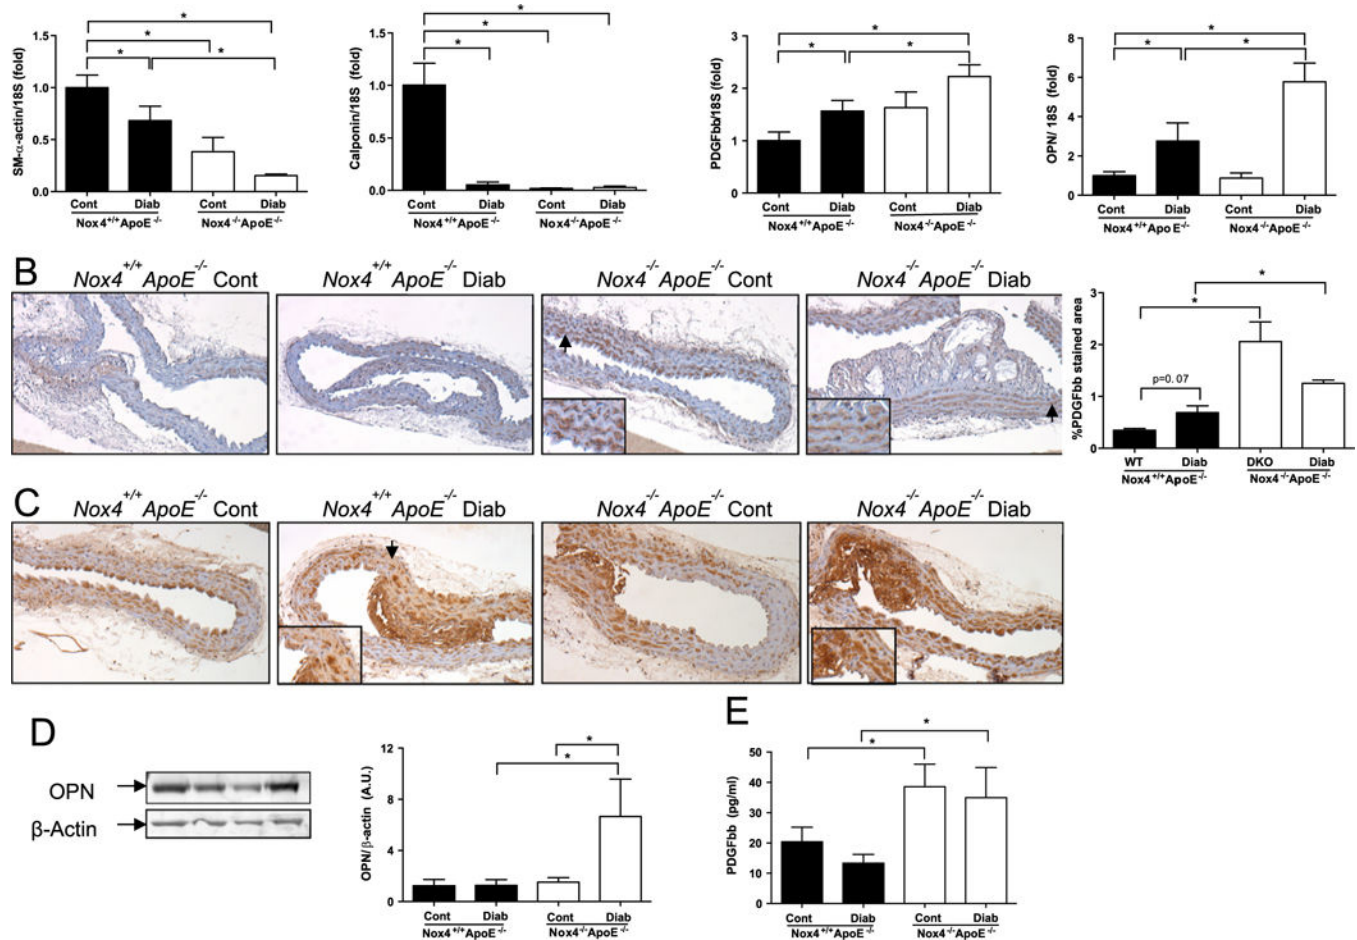 * * * *
1.5
1.0
0.5
0.0
SM-α-actin/18S (fold)
Cont Diab Cont Diab
Nox4+/+ApoE-/- Nox4-/-ApoE-/-
* * *
1.5
1.0
0.5
0.0
Calponin/18S (fold)
Cont Diab Cont Diab
Nox4+/+ApoE-/- Nox4-/-ApoE-/-
* * *
3
2
1
0
PDGFbb/18S (fold)
Cont Diab Cont Diab
Nox4+/+ApoE-/- Nox4-/-ApoE-/-
* * *
8
6
4
2
0
OPN/ 18S (fold)
Cont Diab Cont Diab
Nox4+/+ApoE-/- Nox4-/-ApoE-/-
B
Nox4+/+ ApoE-/- Cont
Nox4+/+ ApoE-/- Diab
Nox4-/- ApoE-/- Cont
Nox4-/- ApoE-/- Diab
* *
p=0.07
3
2
1
0
%PDGFbb stained area
WT Diab DKO Diab
Nox4+/+ApoE-/- Nox4-/-ApoE-/-
C
Nox4+/+ ApoE-/- Cont
Nox4+/+ ApoE-/- Diab
Nox4-/- ApoE-/- Cont
Nox4-/- ApoE-/- Diab
D
OPN
β-Actin
* *
12
8
4
0
OPN/ β-actin (A.U.)
Cont Diab Cont Diab
Nox4+/+ApoE-/- Nox4-/-ApoE-/-
E
* *
50
40
30
20
10
0
PDGFbb (pg/ml)
Cont Diab Cont Diab
Nox4+/+ApoE-/- Nox4-/-ApoE-/-